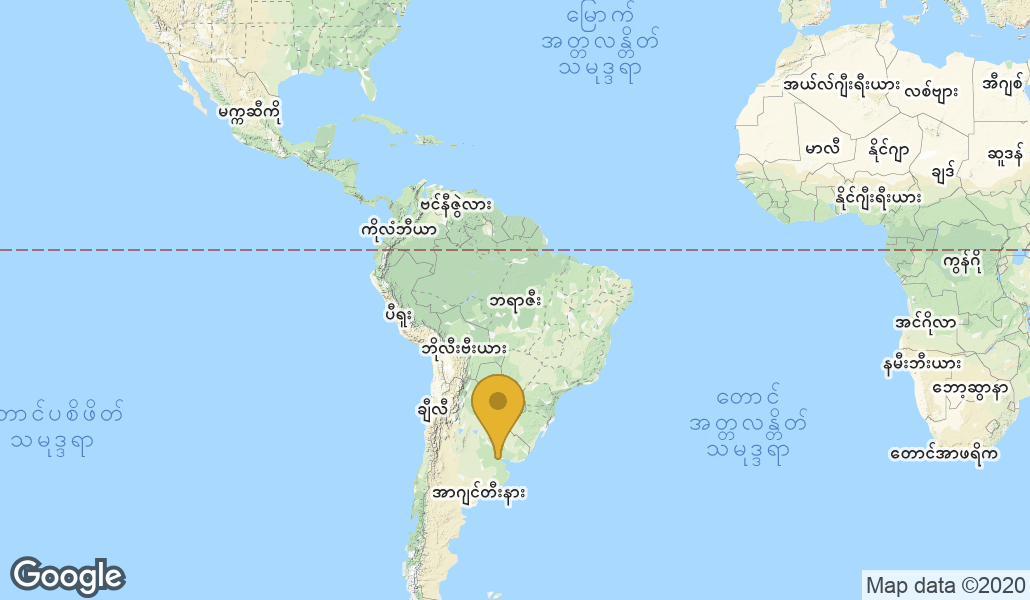 မြောက်
အတ္တလန္တိတ်
သမုဒ္ဒရာ
အယ်လ်ဂျီးရီးယား
လစ်ဗျား
အီဂျစ်
မက္ကဆီကို
မာလီ
နိုင်ဂျာ
ဆူဒန်
ချဒ်
နိုင်ဂျီးရီးယား
ဗင်နီဇွဲလား
ကိုလံဘီယာ
ကွန်ဂို
ဘရာဇီး
ပီရူး
အင်ဂိုလာ
ဘိုလီးဗီးယား
နမီးဘီးယား
ဘော့ဆွာနာ
တောင်
အတ္တလန္တိတ်
သမုဒ္ဒရာ
ချီလီ
တောင်ပစိဖိတ်
သမုဒ္ဒရာ
တောင်အာဖရိက
အာဂျင်တီးနား
Google
Map data ©2020